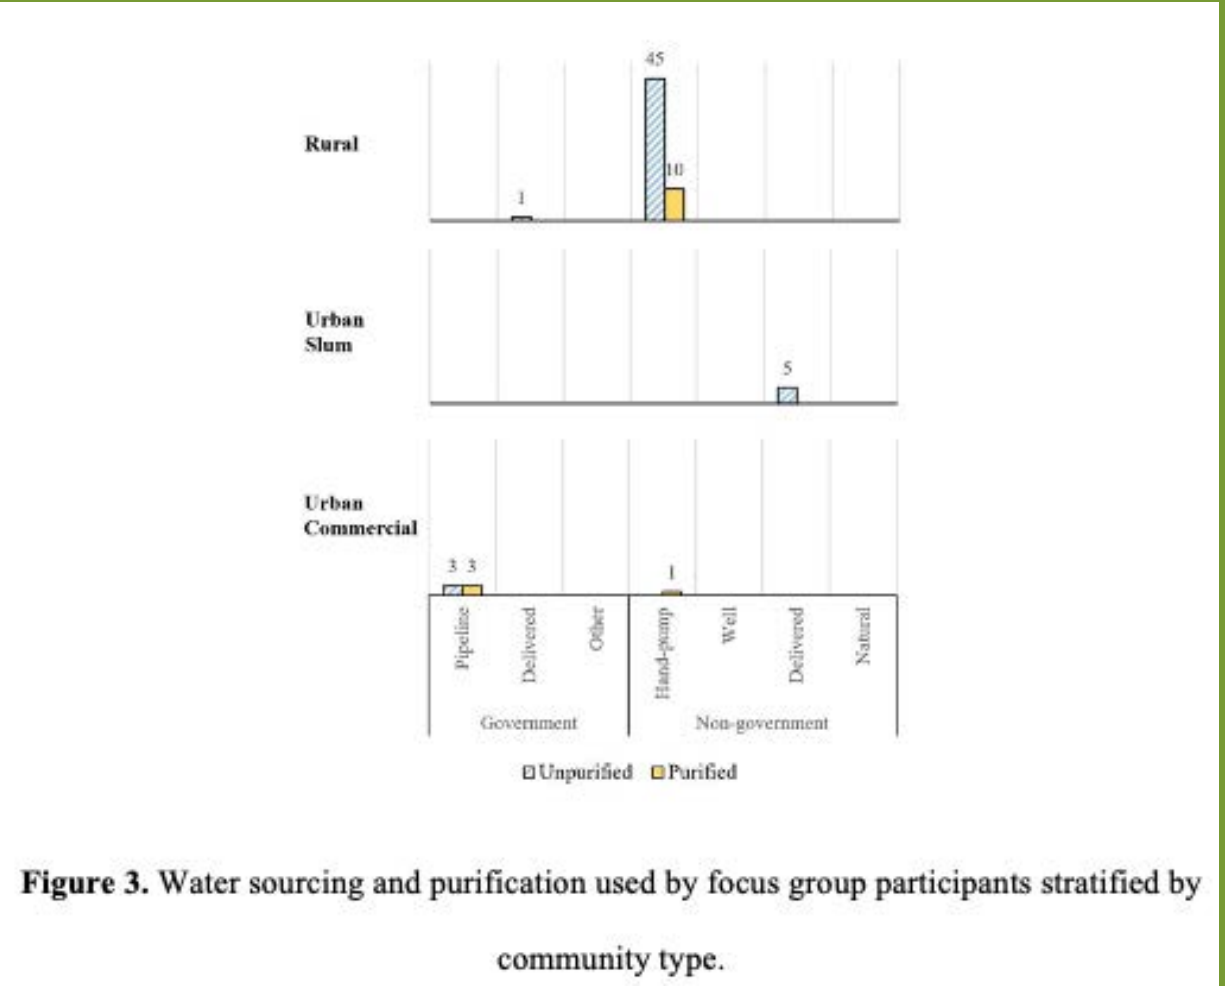 45
Rural
10
1
Urban
Slum
5
Urban
Commercial
3 3
1
Pipeline
Delivered
Other
Hand-pump
Well
Delivered
Natural
Government
Non-government
Unpurified Purified
Figure 3. Water sourcing and purification used by focus group participants stratified by
community type.